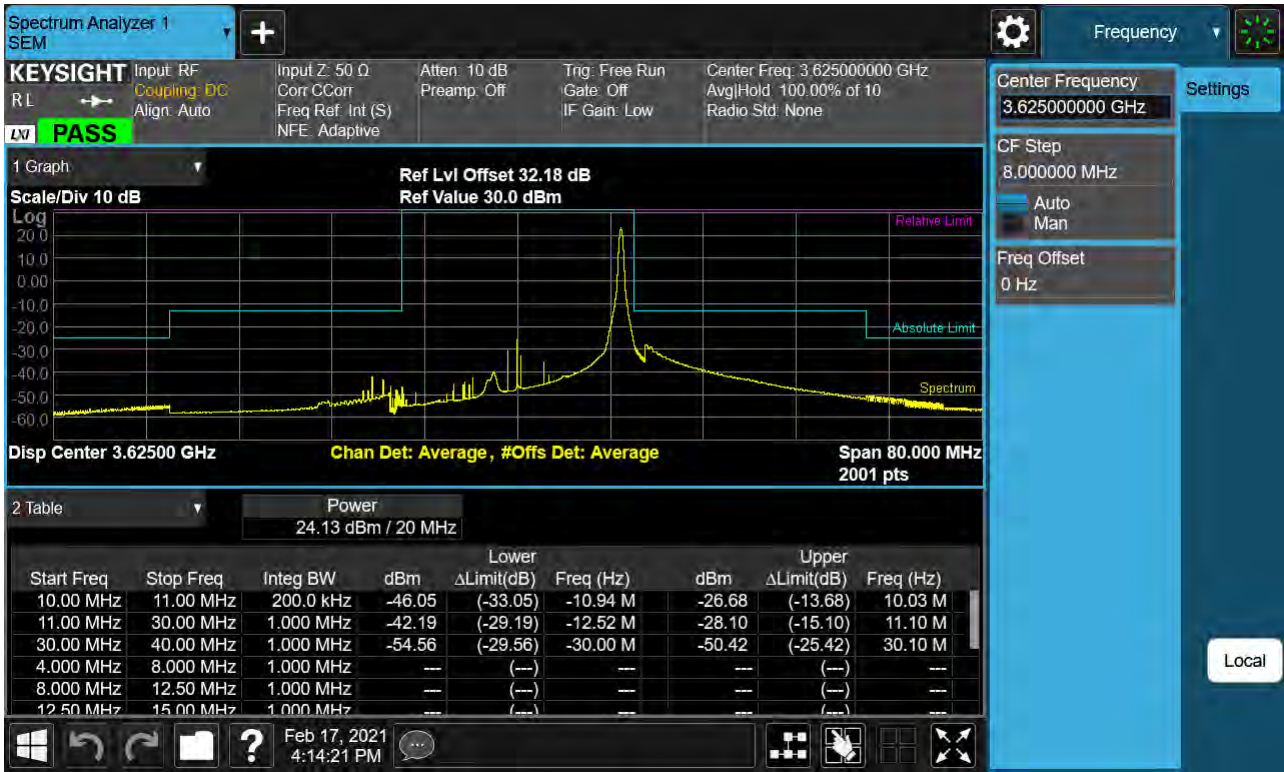 Spectrum Analyzer 1
SEM
Frequency
KEYSIGHT
R L
LXI
PASS
Input: RF
Coupling: DC
Align: Auto
Input Z: 50 Ω
Corr CCorr
Freq Ref: Int (S)
NFE: Adaptive
Atten: 10 dB
Preamp: Off
Trig: Free Run
Gate: Off
IF Gain: Low
Center Freq: 3.625000000 GHz
Avg|Hold: 100.00% of 10
Radio Std: None
Center Frequency
3.625000000 GHz
Settings
CF Step
8.000000 MHz
Auto
Man
Freq Offset
0 Hz
1 Graph
Scale/Div 10 dB
Ref Lvl Offset 32.18 dB
Ref Value 30.0 dBm
Log
20.0
10.0
0.00
-10.0
-20.0
-30.0
-40.0
-50.0
-60.0
Relative Limit
Absolute Limit
Spectrum
Disp Center 3.62500 GHz
Chan Det: Average, #Offs Det: Average
Span 80.000 MHz
2001 pts
2 Table
Power
24.13 dBm / 20 MHz
Lower Upper
Start Freq Stop Freq Integ BW dBm ΔLimit(dB) Freq (Hz) dBm ΔLimit(dB) Freq (Hz)
10.00 MHz 11.00 MHz 200.0 kHz -46.05 (-33.05) -10.94 M -26.68 (-13.68) 10.03 M
11.00 MHz 30.00 MHz 1.000 MHz -42.19 (-29.19) -12.52 M -28.10 (-15.10) 11.10 M
30.00 MHz 40.00 MHz 1.000 MHz -54.56 (-29.56) -30.00 M -50.42 (-25.42) 30.10 M
4.000 MHz 8.000 MHz 1.000 MHz --- (---) --- --- (---) ---
8.000 MHz 12.50 MHz 1.000 MHz --- (---) --- --- (---) ---
12.50 MHz 15.00 MHz 1.000 MHz --- (---) --- --- (---) ---
Local
Feb 17, 2021
4:14:21 PM